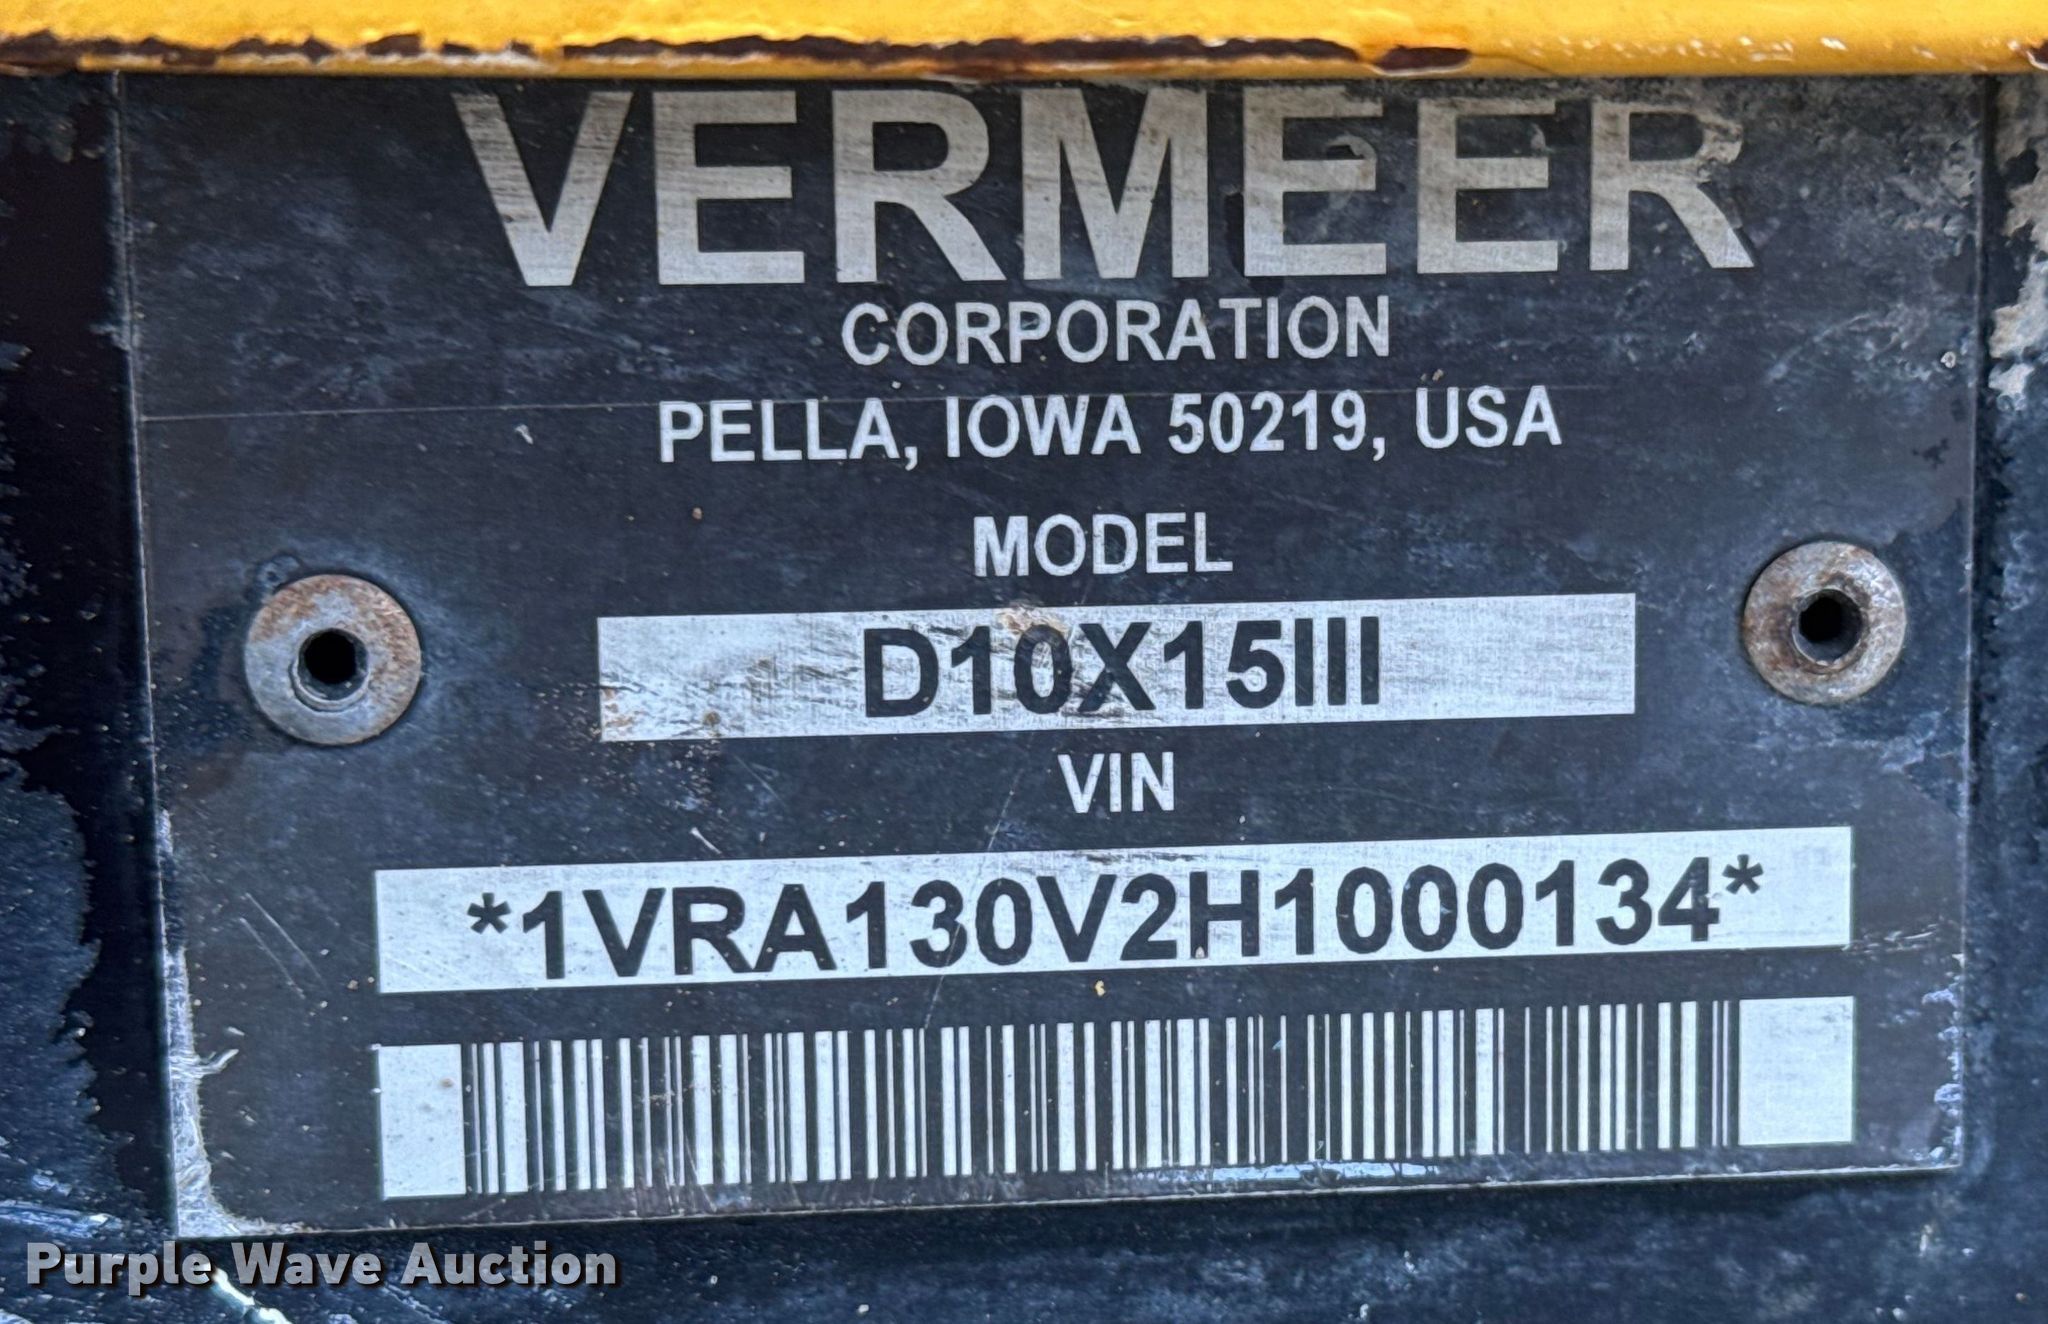 VERMEER
CORPORATION
PELLA, IOWA 50219, USA
MODEL
D10X15III
VIN
*1VRA130V2H1000134*
Purple Wave Auction